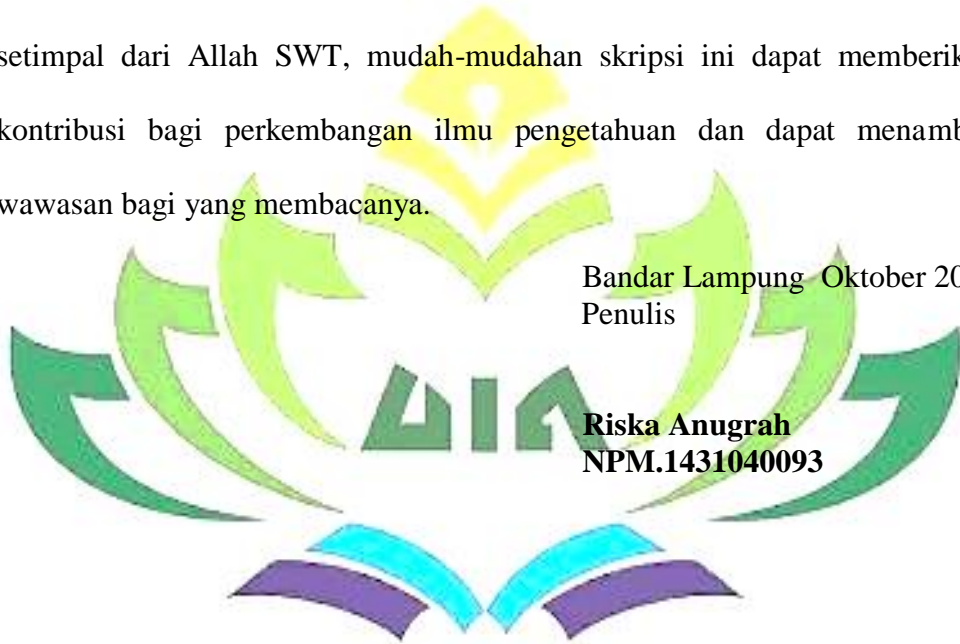 setimpal dari Allah SWT, mudah-mudahan skripsi ini dapat memberik
kontribusi bagi perkembangan ilmu pengetahuan dan dapat menamb
wawasan bagi yang membacanya.
Bandar Lampung Oktober 20
Penulis
UIN
Riska Anugrah
NPM.1431040093